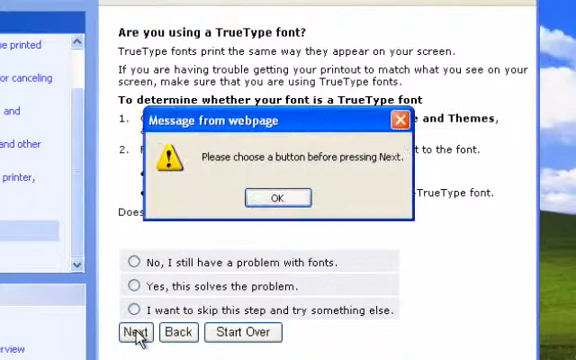 e printed
or canceling
and
and other
printer,
erview
Are you using a TrueType font?
TrueType fonts print the same way they appear on your screen.
If you are having trouble getting your printout to match what you see on your
screen, make sure that you are using TrueType fonts.
To determine whether your font is a TrueType font
1.
e and Themes,
2.
t to the font.
TrueType font.
Does
Message from webpage
Please choose a button before pressing Next.
OK
No, I still have a problem with fonts.
Yes, this solves the problem.
I want to skip this step and try something else.
Next Back Start Over